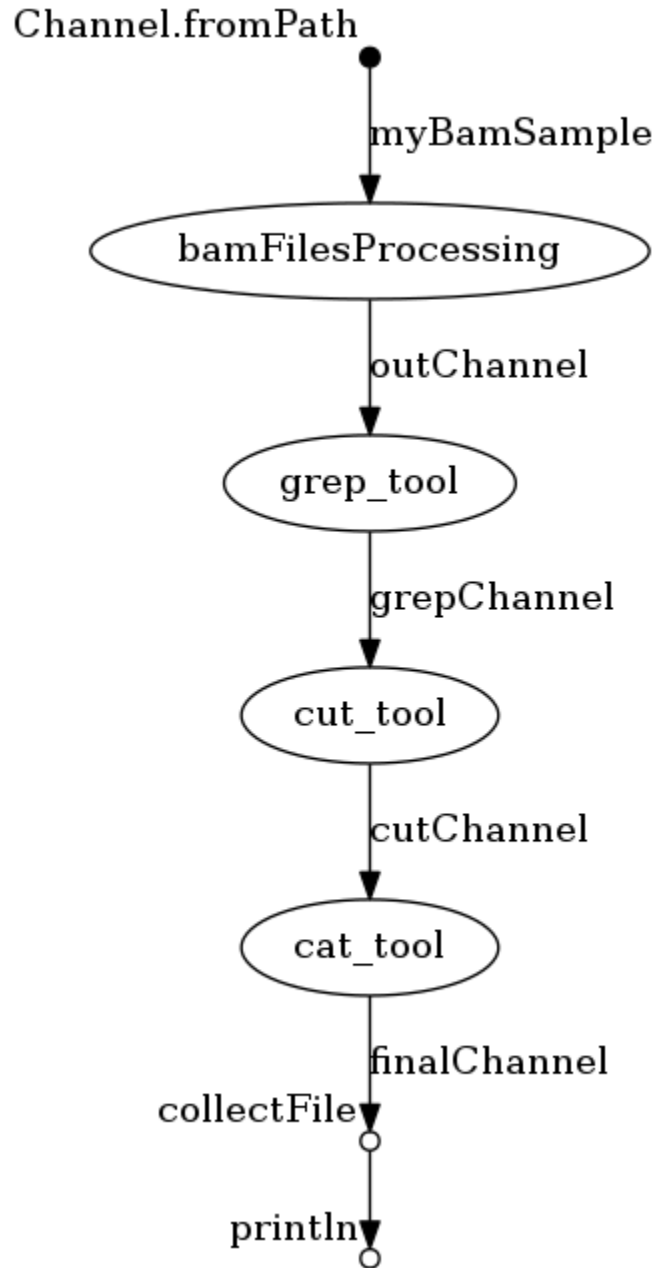 Channel.fromPath
myBamSample
bamFilesProcessing
outChannel
grep_tool
grepChannel
cut_tool
cutChannel
cat_tool
finalChannel
collectFile
println